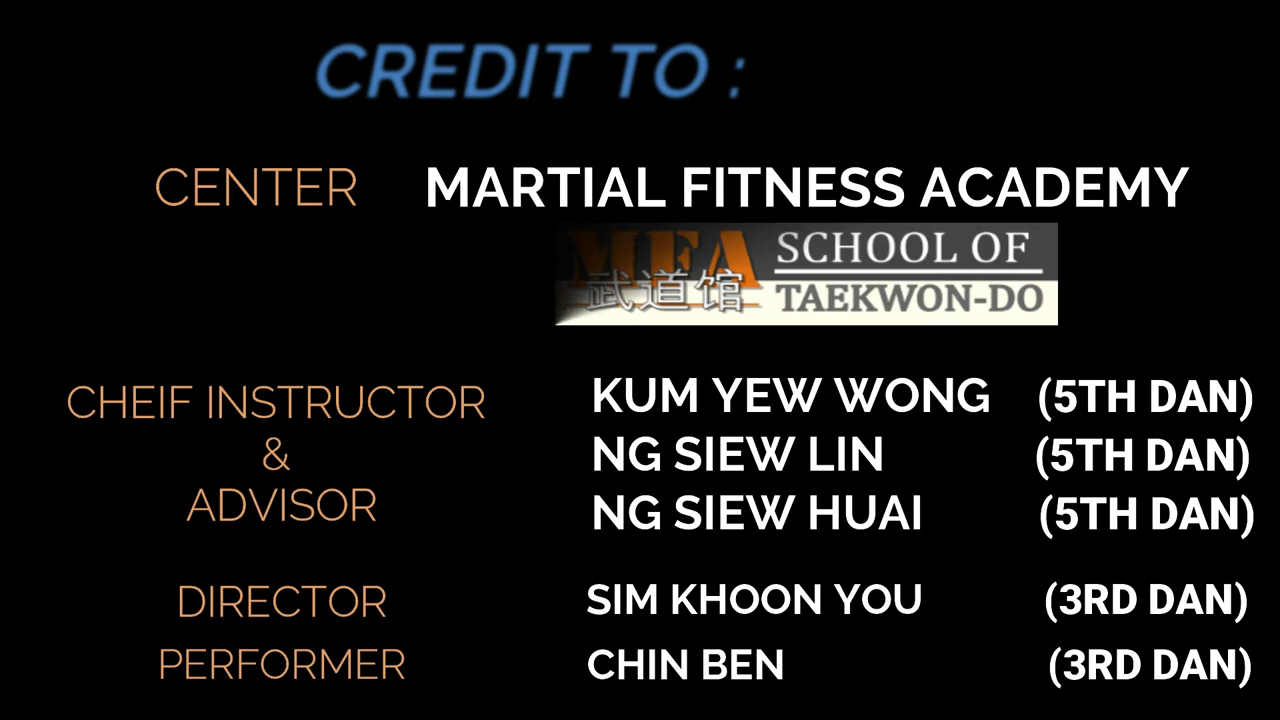 CREDIT TO :
CENTER MARTIAL FITNESS ACADEMY
MFA SCHOOL OF
武道馆 TAEKWON-DO
CHEIF INSTRUCTOR KUM YEW WONG (5TH DAN)
& NG SIEW LIN (5TH DAN)
ADVISOR NG SIEW HUAI (5TH DAN)
DIRECTOR SIM KHOON YOU (3RD DAN)
PERFORMER CHIN BEN (3RD DAN)